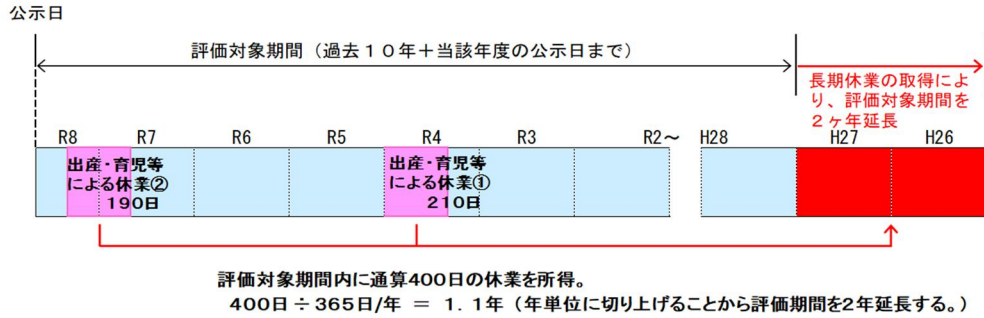 公示日
評価対象期間（過去１０年＋当該年度の公示日まで）
長期休業の取得によ
り、評価対象期間を
２ヶ年延長
R8 R7 R6 R5 R4 R3 R2～ H28 H27 H26
出産・育児等
による休業②
190日
出産・育児等
による休業①
210日
評価対象期間内に通算400日の休業を所得。
400日÷365日/年 ＝ 1．1年（年単位に切り上げることから評価期間を2年延長する。）